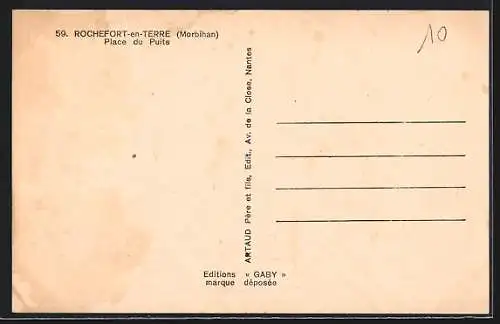 59. ROCHEFORT-en-TERRE (Morbihan)
Place du Puits
10
ARTAUD Père et fils, Edit., Av. de la Close, Nantes
Editions « GABY »
marque déposée